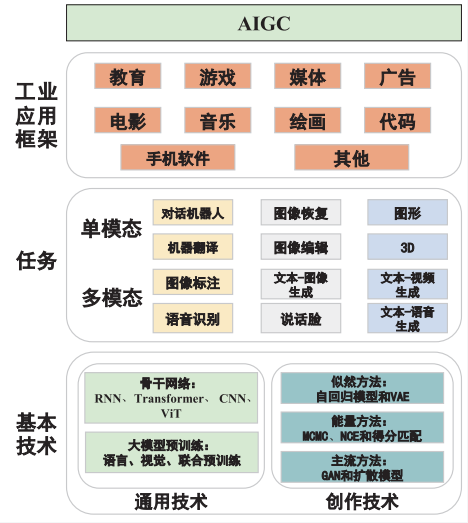 AIGC
工业
应用
框架
教育 游戏 媒体 广告
电影 音乐 绘画 代码
手机软件 其他
任务
单模态
对话机器人 图像恢复 图形
机器翻译 图像编辑 3D
多模态
图像标注 文本-图像
生成 文本-视频
生成
语音识别 说话脸 文本-语音
生成
基本
技术
骨干网络:
RNN、Transformer、CNN、
ViT
大模型预训练:
语言、视觉、联合预训练
通用技术
似然方法:
自回归模型和VAE
能量方法:
MCMC、NCE和得分匹配
主流方法:
GAN和扩散模型
创作技术